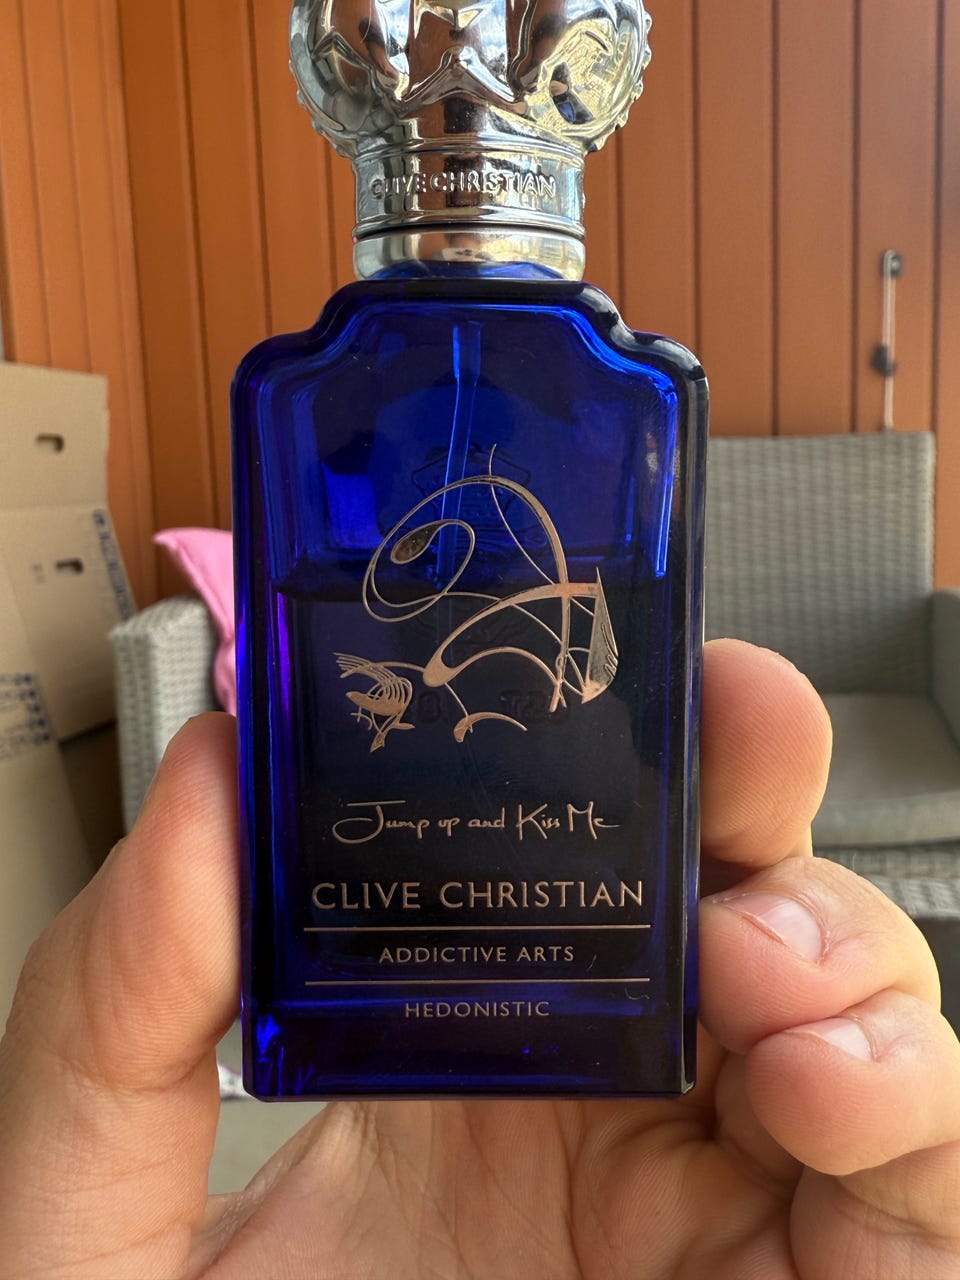 CLIVE CHRISTIAN
Jump up and Kiss Me
CLIVE CHRISTIAN
ADDICTIVE ARTS
HEDONISTIC